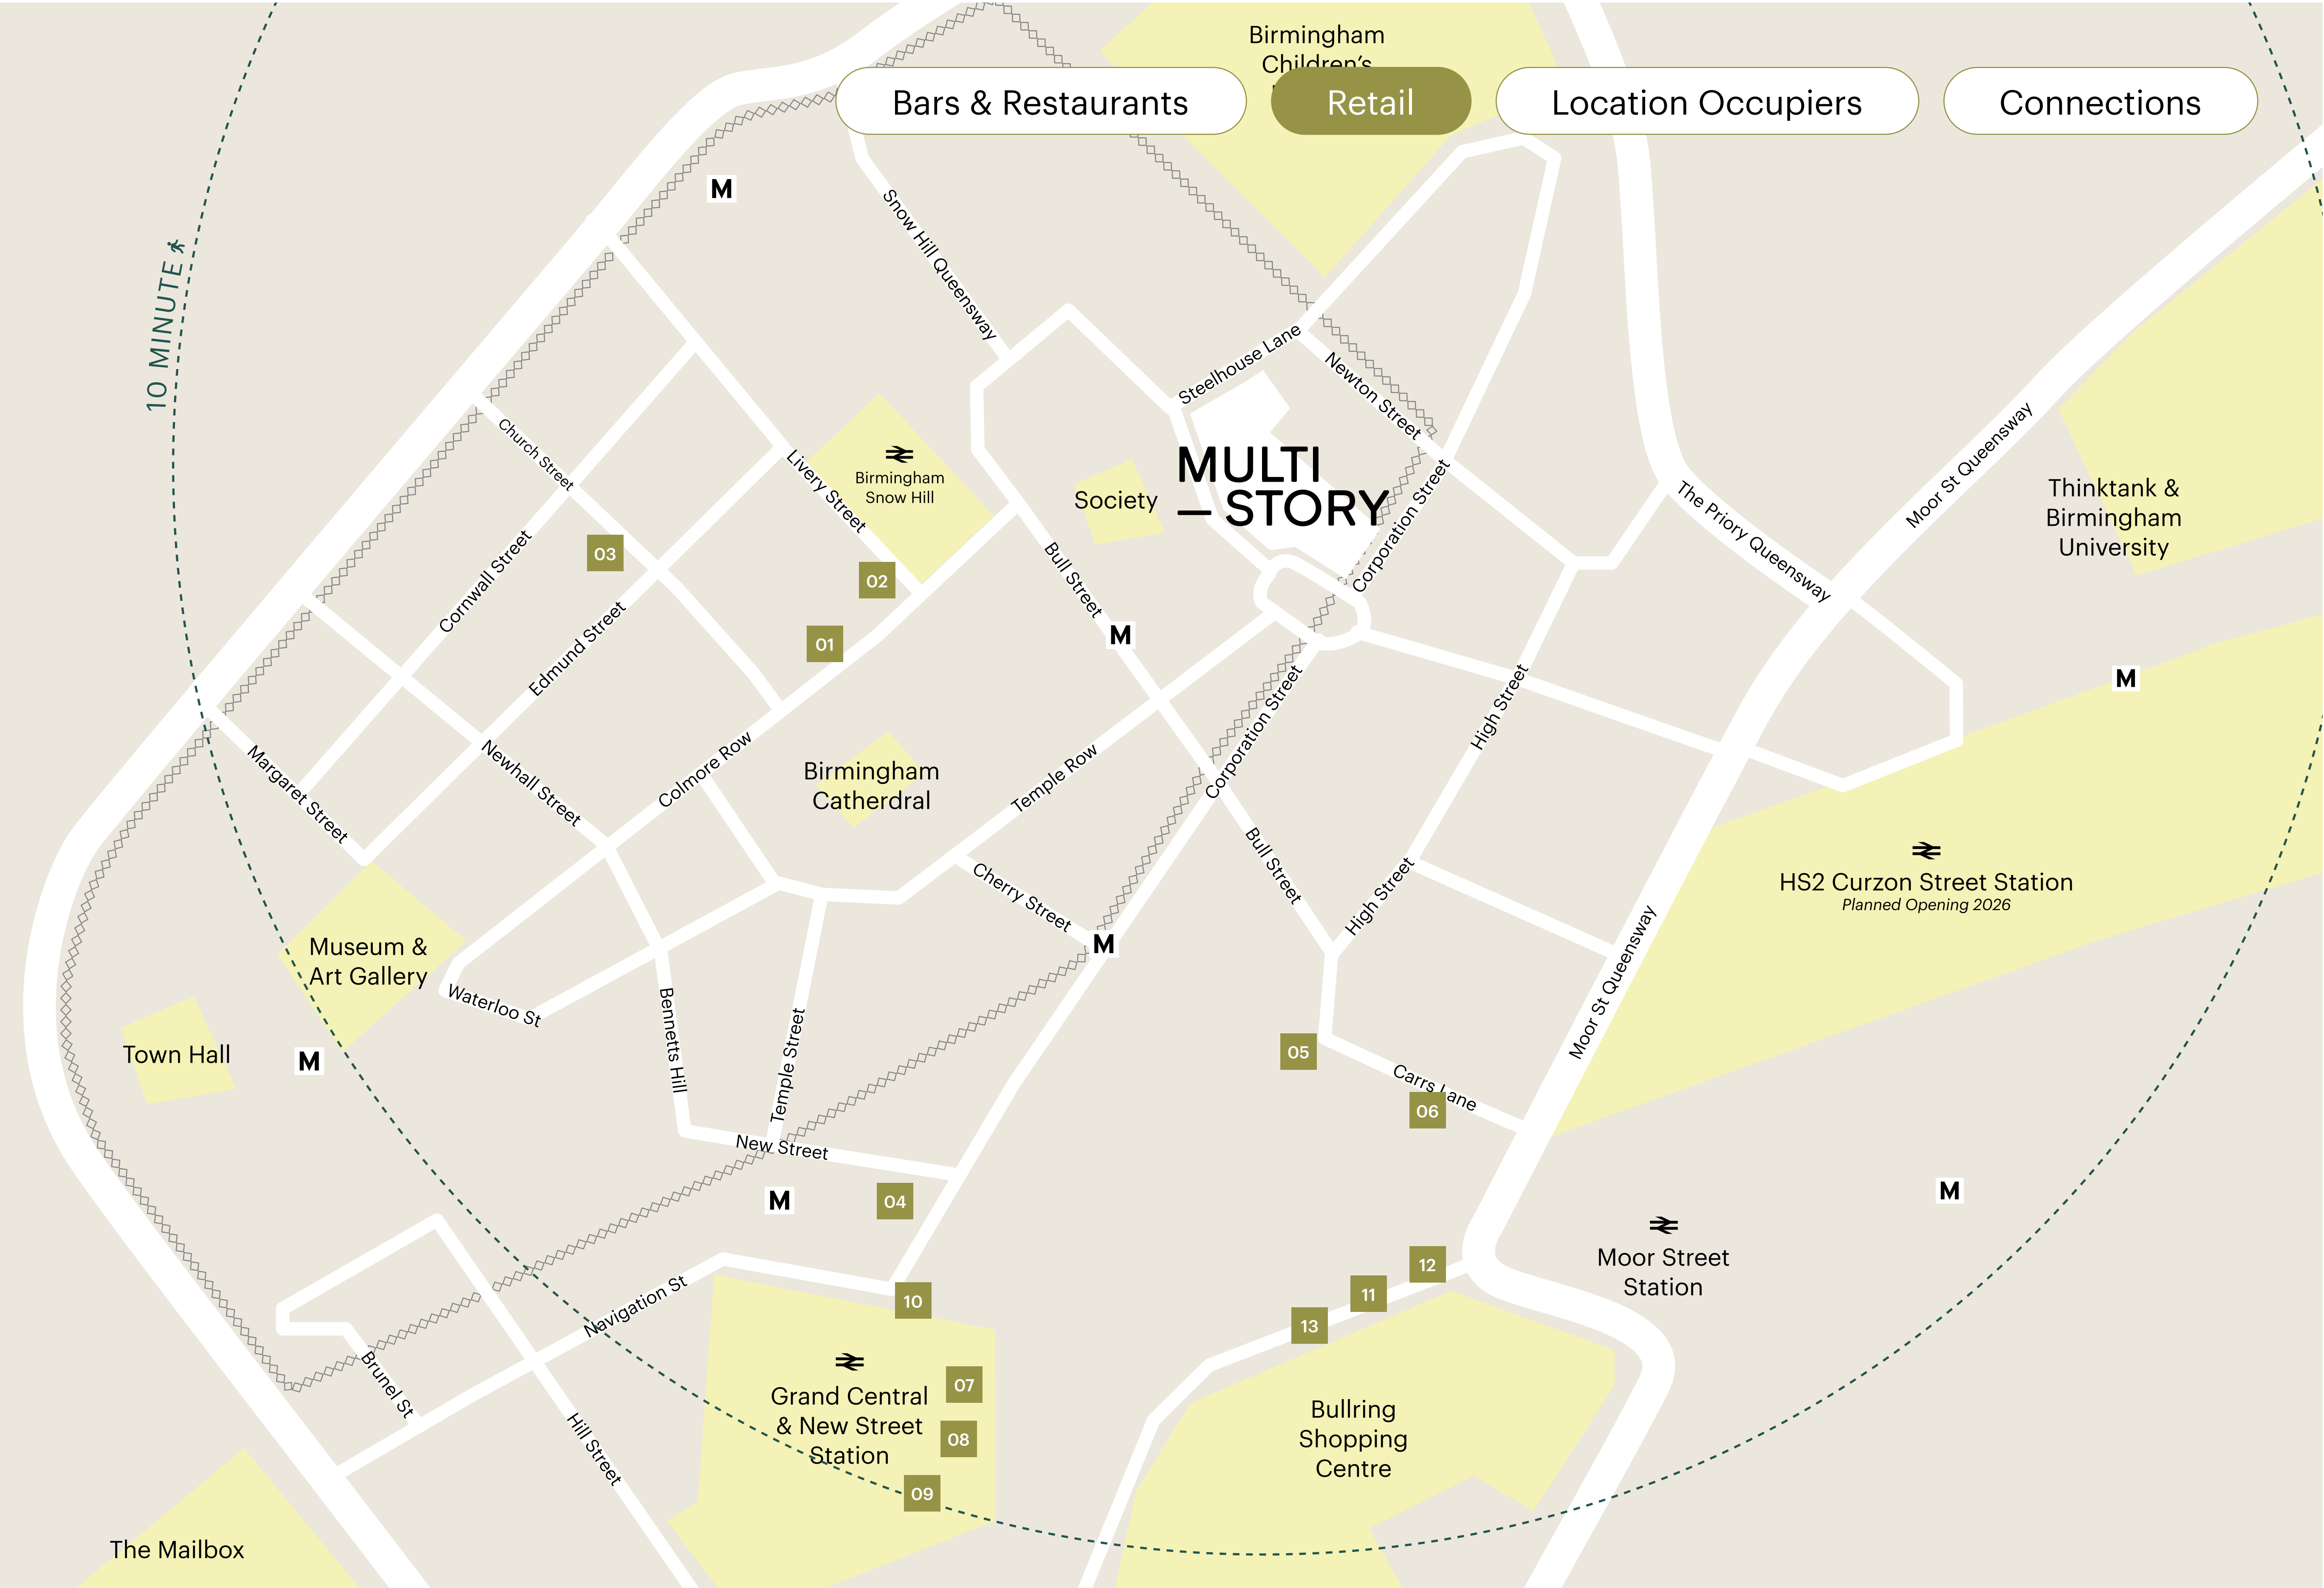 Birmingham
Children's
Bars & Restaurants
Retail
Location Occupiers
Connections
M
Snow Hill Queensway
10 MINUTE
Steelhouse Lane
Newton Street
Church Street
Livery Street
Birmingham
Snow Hill
Society
MULTI
— STORY
Corporation Street
The Priory Queensway
Moor St Queensway
Thinktank &
Birmingham
University
Cornwall Street
03
02
Bull Street
Edmund Street
01
M
M
Corporation Street
High Street
Margaret Street
Newhall Street
Colmore Row
Birmingham
Catherdral
Temple Row
Bull Street
Cherry Street
High Street
HS2 Curzon Street Station
Planned Opening 2026
M
Museum &
Art Gallery
Waterloo St
Bennetts Hill
Temple Street
Moor St Queensway
Town Hall
M
05
Carrs Lane
06
New Street
M
04
M
Moor Street
Station
12
11
13
10
Navigation St
Brunel St
Hill Street
Grand Central
& New Street
Station
07
08
09
Bullring
Shopping
Centre
The Mailbox